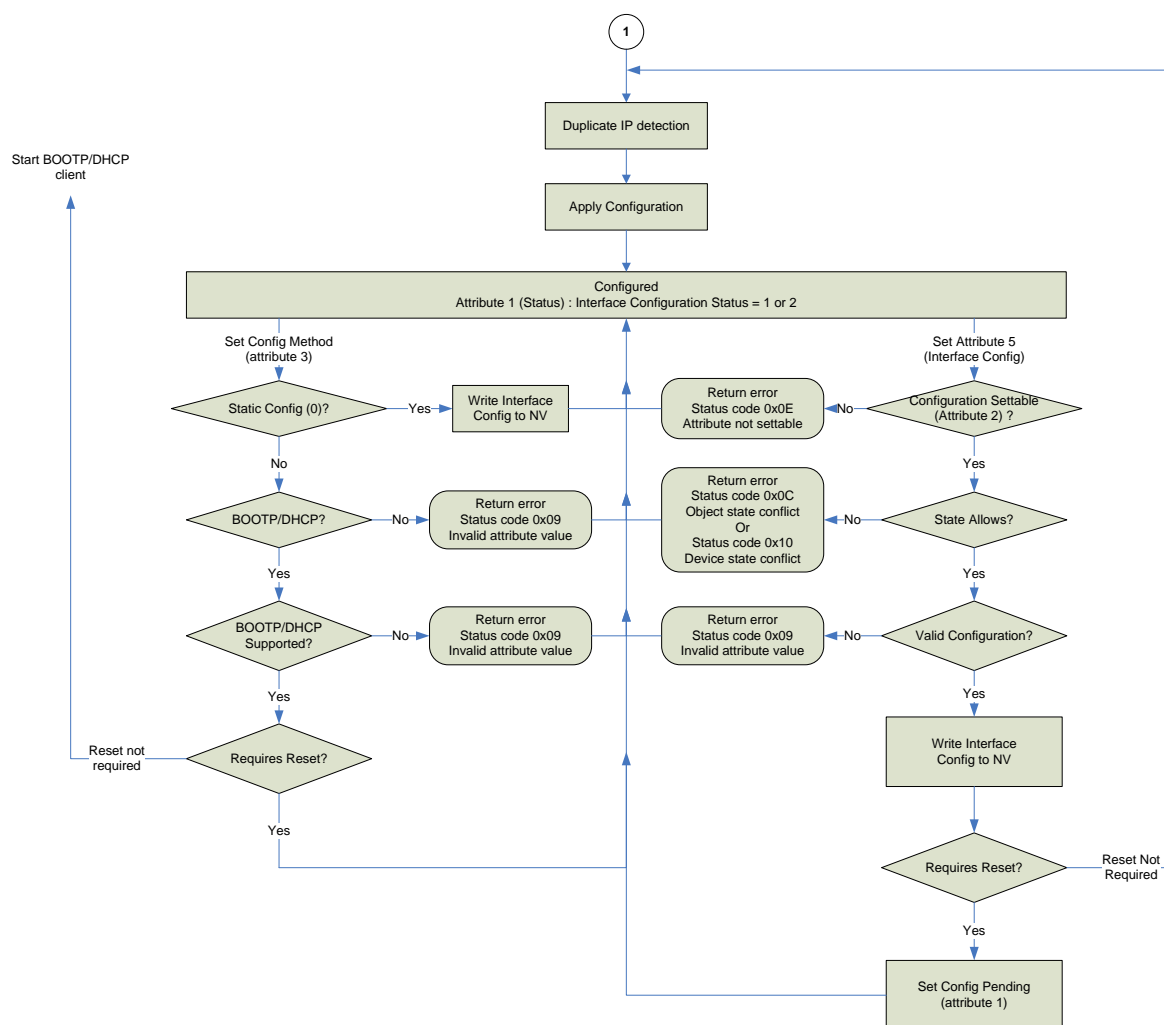 1
Duplicate IP detection
Start BOOTP/DHCP
client
Apply Configuration
Configured
Attribute 1 (Status) : Interface Configuration Status = 1 or 2
Set Config Method
(attribute 3)
Set Attribute 5
(Interface Config)
Static Config (0)?
Yes
Write Interface
Config to NV
Return error
Status code 0x0E
Attribute not settable
No
Configuration Settable
(Attribute 2) ?
No
Yes
BOOTP/DHCP?
No
Return error
Status code 0x09
Invalid attribute value
Return error
Status code 0x0C
Object state conflict
Or
Status code 0x10
Device state conflict
No
State Allows?
Yes
Yes
BOOTP/DHCP
Supported?
No
Return error
Status code 0x09
Invalid attribute value
Return error
Status code 0x09
Invalid attribute value
No
Valid Configuration?
Yes
Yes
Reset not
required
Requires Reset?
Write Interface
Config to NV
Yes
Requires Reset?
Reset Not
Required
Yes
Set Config Pending
(attribute 1)